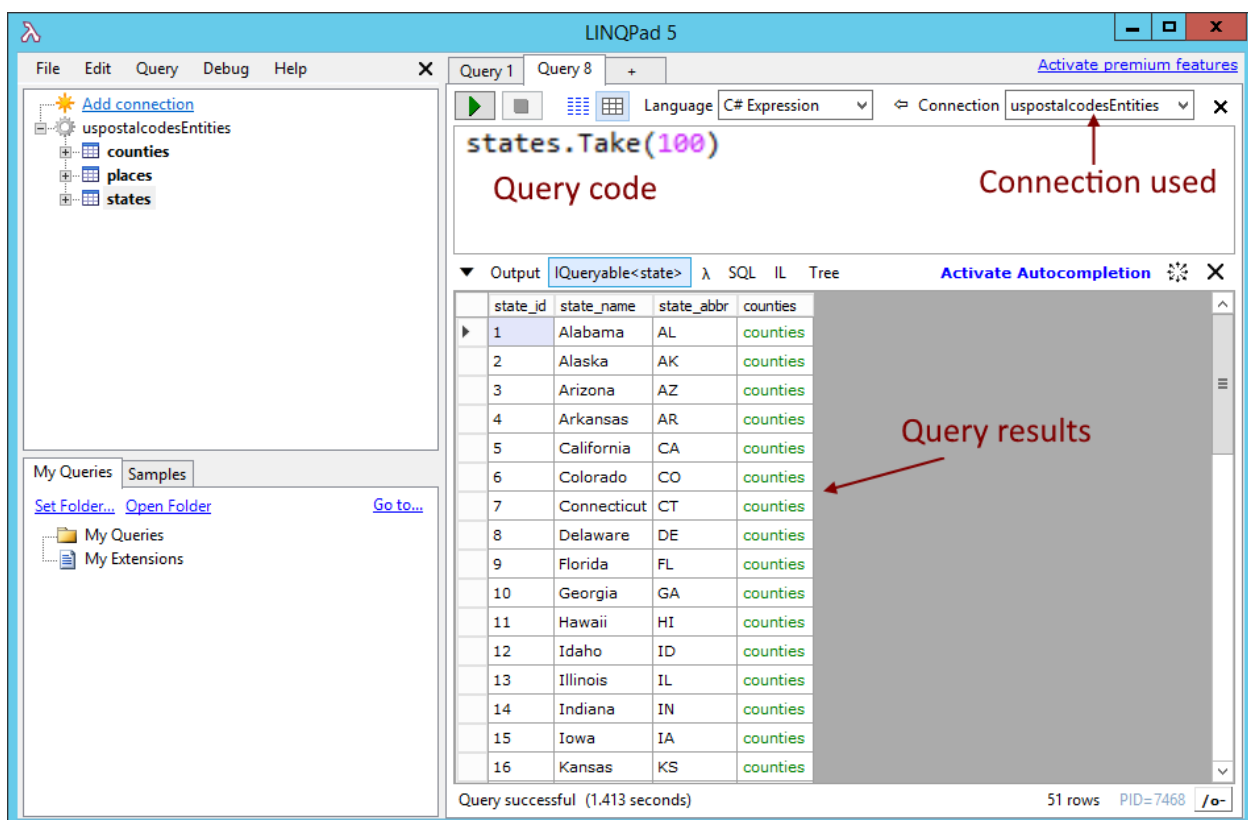 LINQPad 5
File Edit Query Debug Help
Add connection
uspostalcodesEntities
counties
places
states
My Queries Samples
Set Folder... Open Folder Go to...
My Queries
My Extensions
Query 1 Query 8 + Activate premium features
Language C# Expression Connection uspostalcodesEntities
states.Take(100)
Query code
Connection used
Output IQueryable<state> λ SQL IL Tree Activate Autocompletion
state_id state_name state_abbr counties
1 Alabama AL counties
2 Alaska AK counties
3 Arizona AZ counties
4 Arkansas AR counties
5 California CA counties
6 Colorado CO counties
7 Connecticut CT counties
8 Delaware DE counties
9 Florida FL counties
10 Georgia GA counties
11 Hawaii HI counties
12 Idaho ID counties
13 Illinois IL counties
14 Indiana IN counties
15 Iowa IA counties
16 Kansas KS counties
Query results
Query successful (1.413 seconds) 51 rows PID=7468 /o-